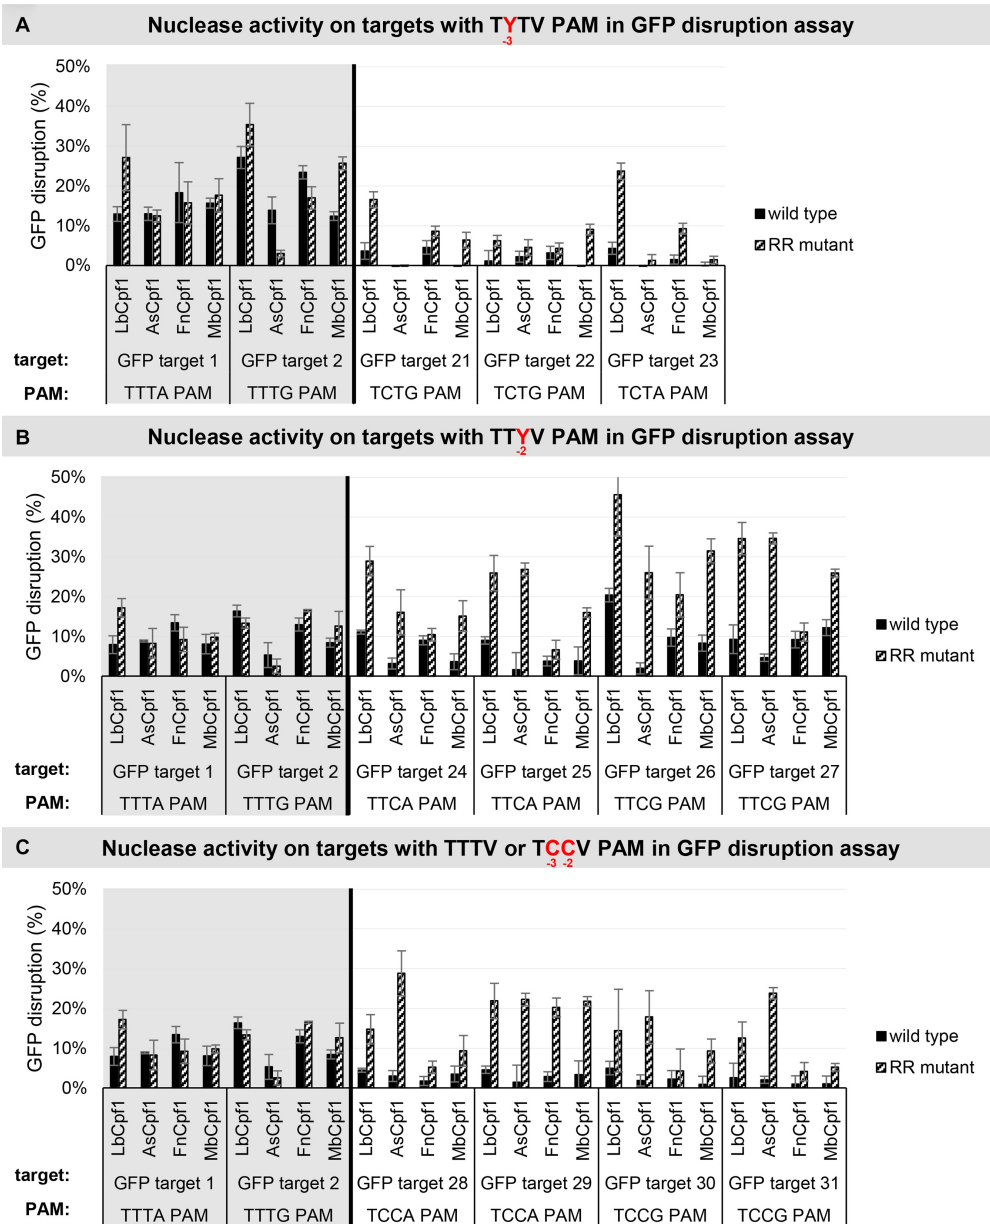 A Nuclease activity on targets with TYTV PAM in GFP disruption assay
-3
GFP disruption (%)
50%
40%
30%
20%
10%
0%
wild type
RR mutant
LbCpf1 AsCpf1 FnCpf1 MbCpf1 LbCpf1 AsCpf1 FnCpf1 MbCpf1 LbCpf1 AsCpf1 FnCpf1 MbCpf1 LbCpf1 AsCpf1 FnCpf1 MbCpf1 LbCpf1 AsCpf1 FnCpf1 MbCpf1
target: GFP target 1 GFP target 2 GFP target 21 GFP target 22 GFP target 23
PAM: TTTA PAM TTTG PAM TCTG PAM TCTG PAM TCTA PAM
B Nuclease activity on targets with TTYV PAM in GFP disruption assay
-2
GFP disruption (%)
50%
40%
30%
20%
10%
0%
wild type
RR mutant
LbCpf1 AsCpf1 FnCpf1 MbCpf1 LbCpf1 AsCpf1 FnCpf1 MbCpf1 LbCpf1 AsCpf1 FnCpf1 MbCpf1 LbCpf1 AsCpf1 FnCpf1 MbCpf1 LbCpf1 AsCpf1 FnCpf1 MbCpf1 LbCpf1 AsCpf1 FnCpf1 MbCpf1
target: GFP target 1 GFP target 2 GFP target 24 GFP target 25 GFP target 26 GFP target 27
PAM: TTTA PAM TTTG PAM TTCA PAM TTCA PAM TTCG PAM TTCG PAM
C Nuclease activity on targets with TTTV or TCCV PAM in GFP disruption assay
-3 -2
GFP disruption (%)
50%
40%
30%
20%
10%
0%
wild type
RR mutant
LbCpf1 AsCpf1 FnCpf1 MbCpf1 LbCpf1 AsCpf1 FnCpf1 MbCpf1 LbCpf1 AsCpf1 FnCpf1 MbCpf1 LbCpf1 AsCpf1 FnCpf1 MbCpf1 LbCpf1 AsCpf1 FnCpf1 MbCpf1 LbCpf1 AsCpf1 FnCpf1 MbCpf1
target: GFP target 1 GFP target 2 GFP target 28 GFP target 29 GFP target 30 GFP target 31
PAM: TTTA PAM TTTG PAM TCCA PAM TCCA PAM TCCG PAM TCCG PAM